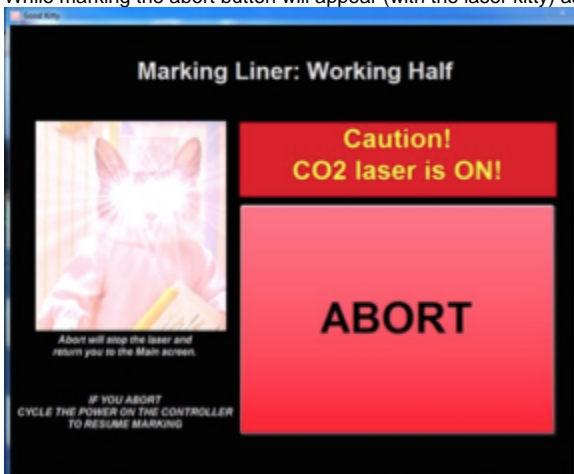 While marking the abort button will appear (with the laser kitty) a
Good Kitty
Marking Liner: Working Half
Caution!
CO2 laser is ON!
ABORT
Abort will stop the laser and
return you to the Main screen.
IF YOU ABORT
CYCLE THE POWER ON THE CONTROLLER
TO RESUME MARKING